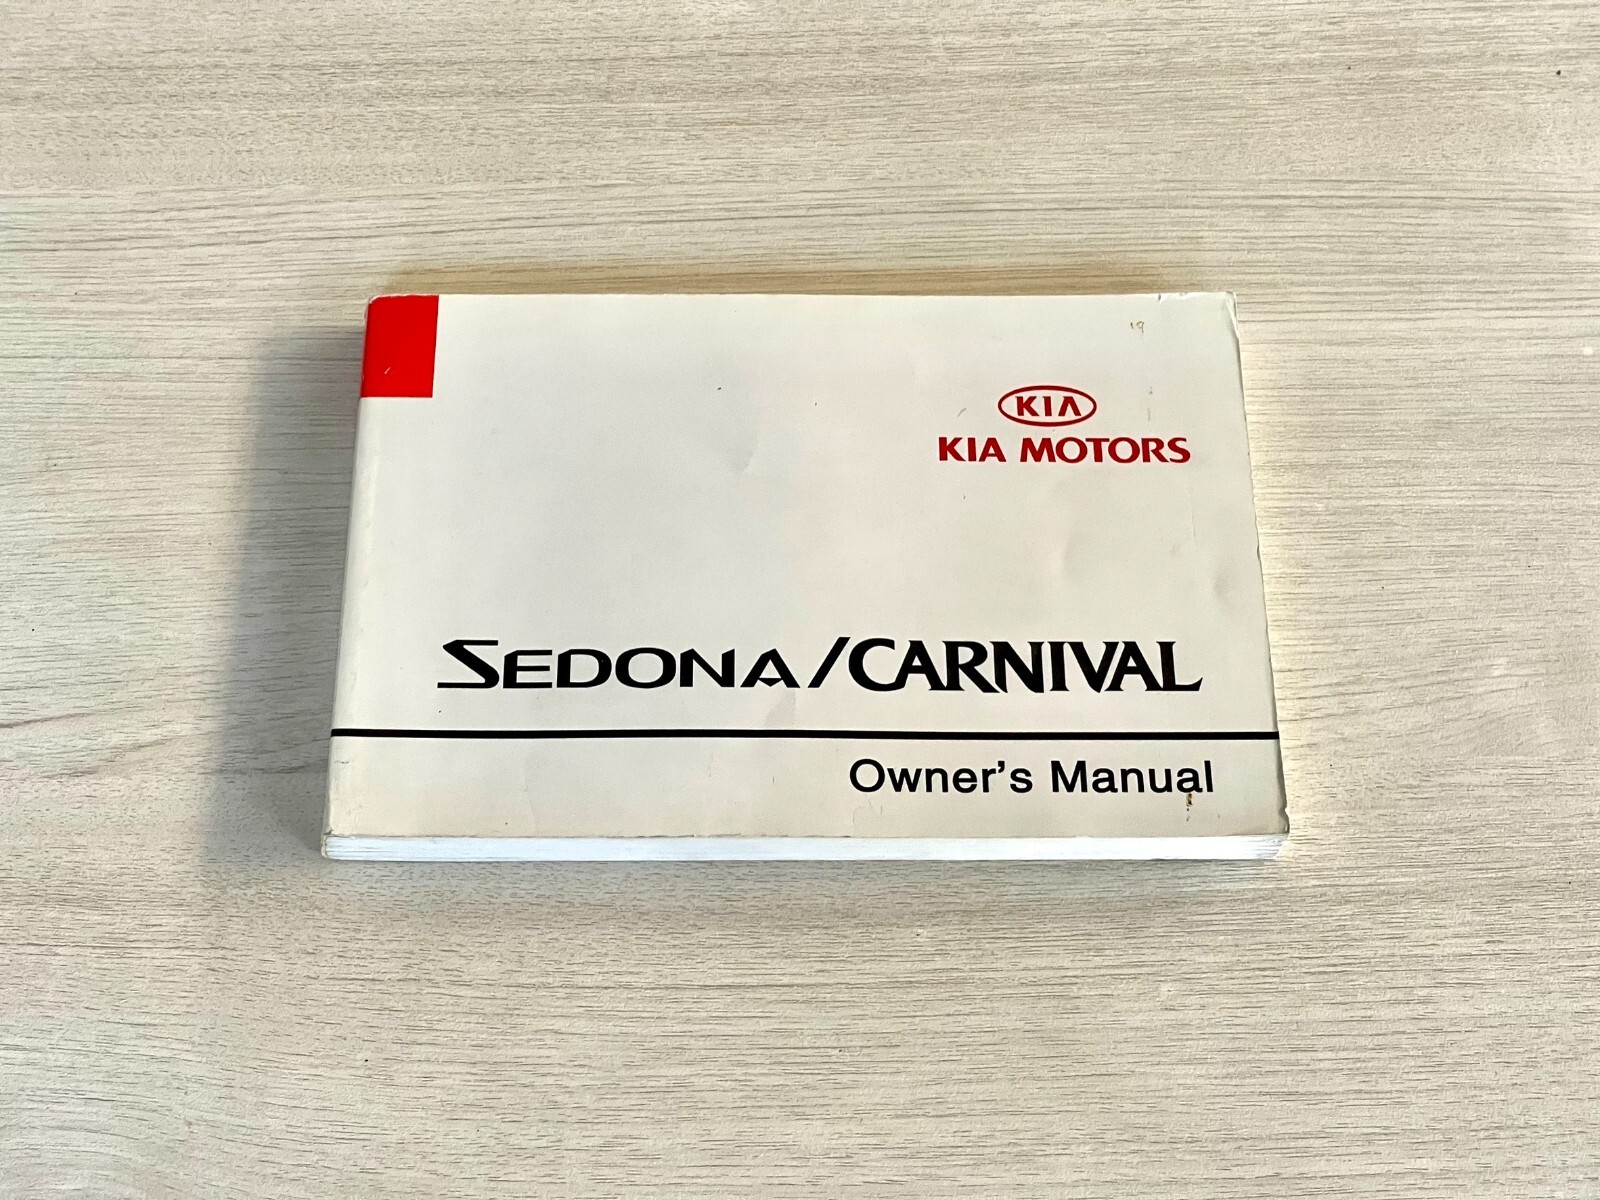 KIA
KIA MOTORS
SEDONA/CARNIVAL
Owner's Manual